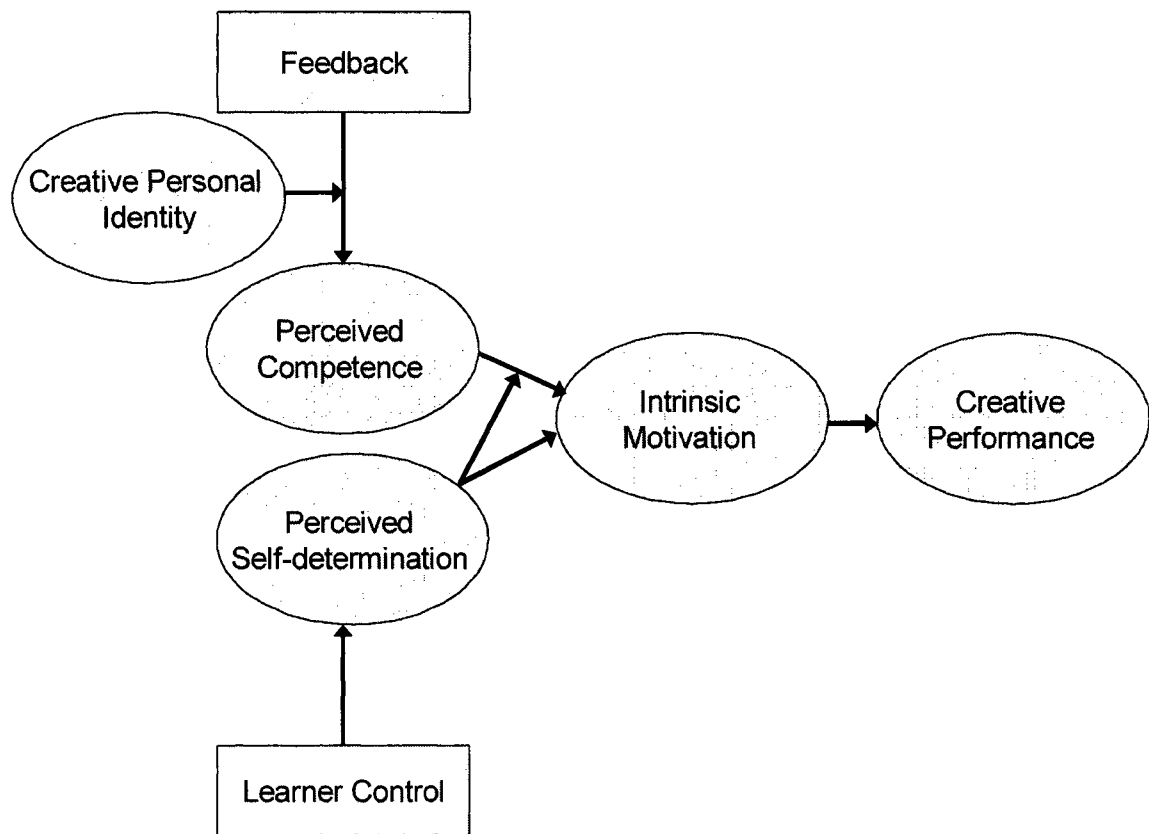 Feedback
Creative Personal
Identity
Perceived
Competence
Intrinsic
Motivation
Creative
Performance
Perceived
Self-determination
Learner Control